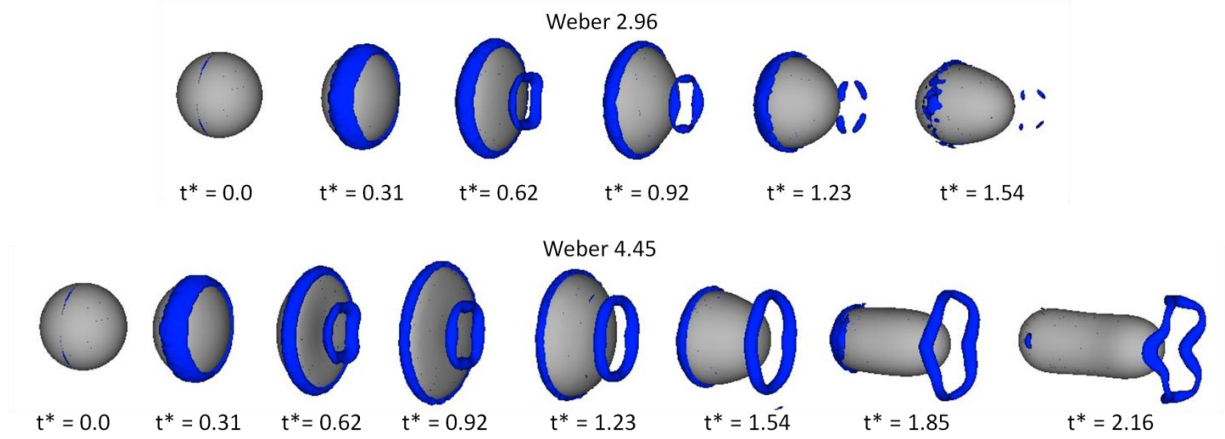 Weber 2.96
t* = 0.0 t* = 0.31 t*= 0.62 t* = 0.92 t* = 1.23 t* = 1.54
Weber 4.45
t* = 0.0 t* = 0.31 t*= 0.62 t* = 0.92 t* = 1.23 t* = 1.54 t* = 1.85 t* = 2.16